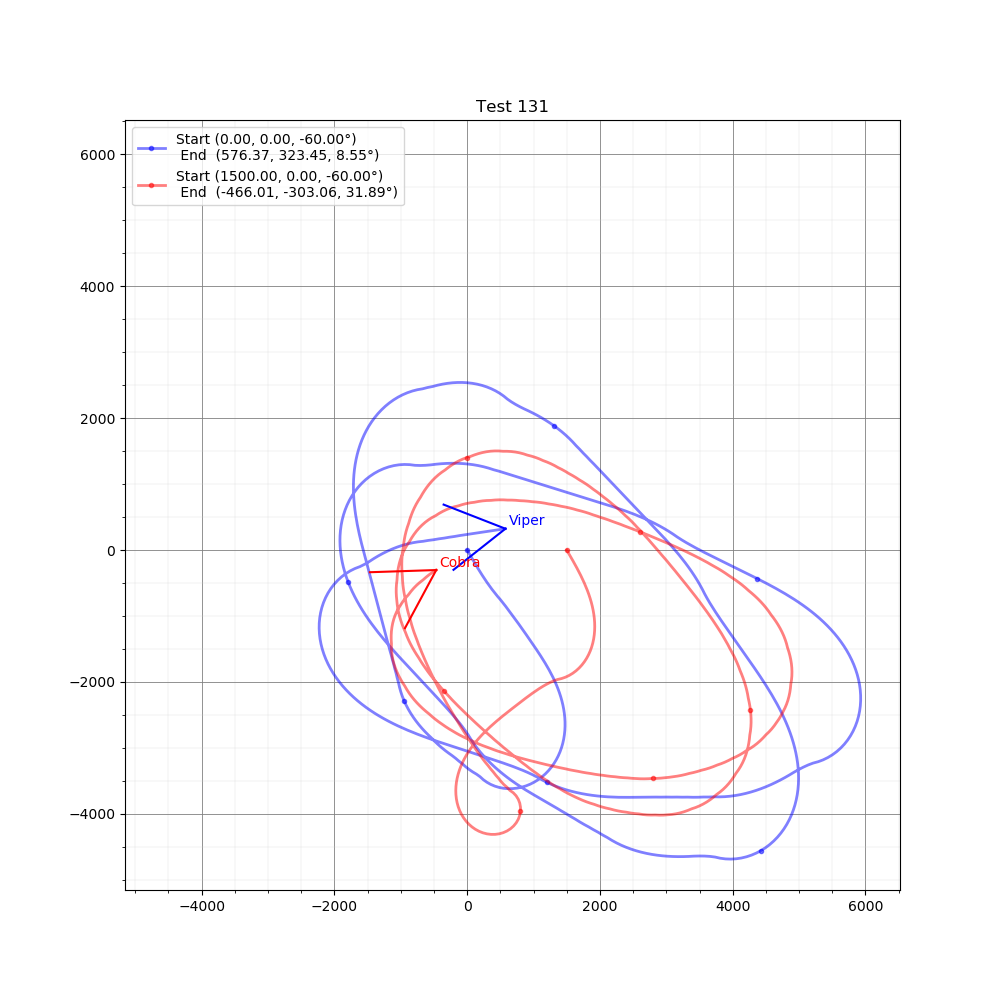 Test 131
Start (0.00, 0.00, -60.00°)
End  (576.37, 323.45, 8.55°)
Start (1500.00, 0.00, -60.00°)
End  (-466.01, -303.06, 31.89°)
6000
4000
2000
0
−2000
−4000
Viper
Cobra
−4000
−2000
0
2000
4000
6000